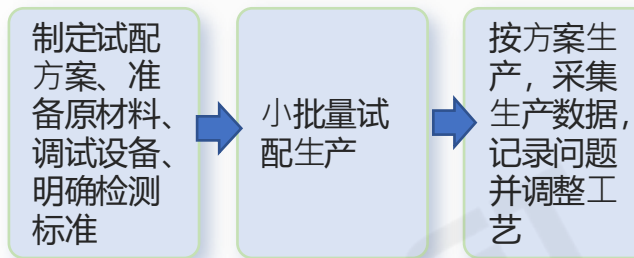 制定试配
方案、准
备原材料、
调试设备、
明确检测
标准
小批量试
配生产
按方案生
产，采集
生产数据，
记录问题
并调整工
艺